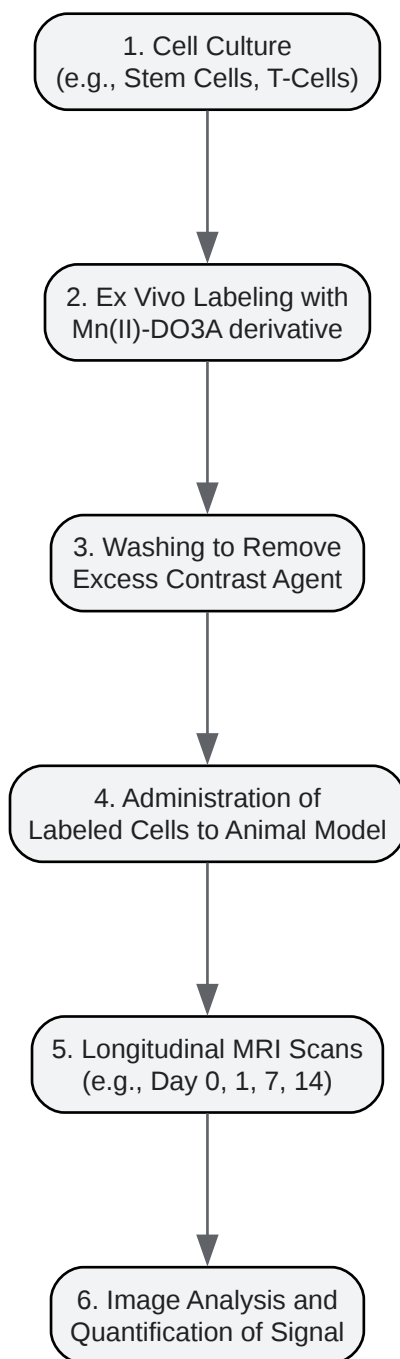 1. Cell Culture
(e.g., Stem Cells, T-Cells)
2. Ex Vivo Labeling with
Mn(II)-DO3A derivative
3. Washing to Remove
Excess Contrast Agent
4. Administration of
Labeled Cells to Animal Model
5. Longitudinal MRI Scans
(e.g., Day 0, 1, 7, 14)
6. Image Analysis and
Quantification of Signal